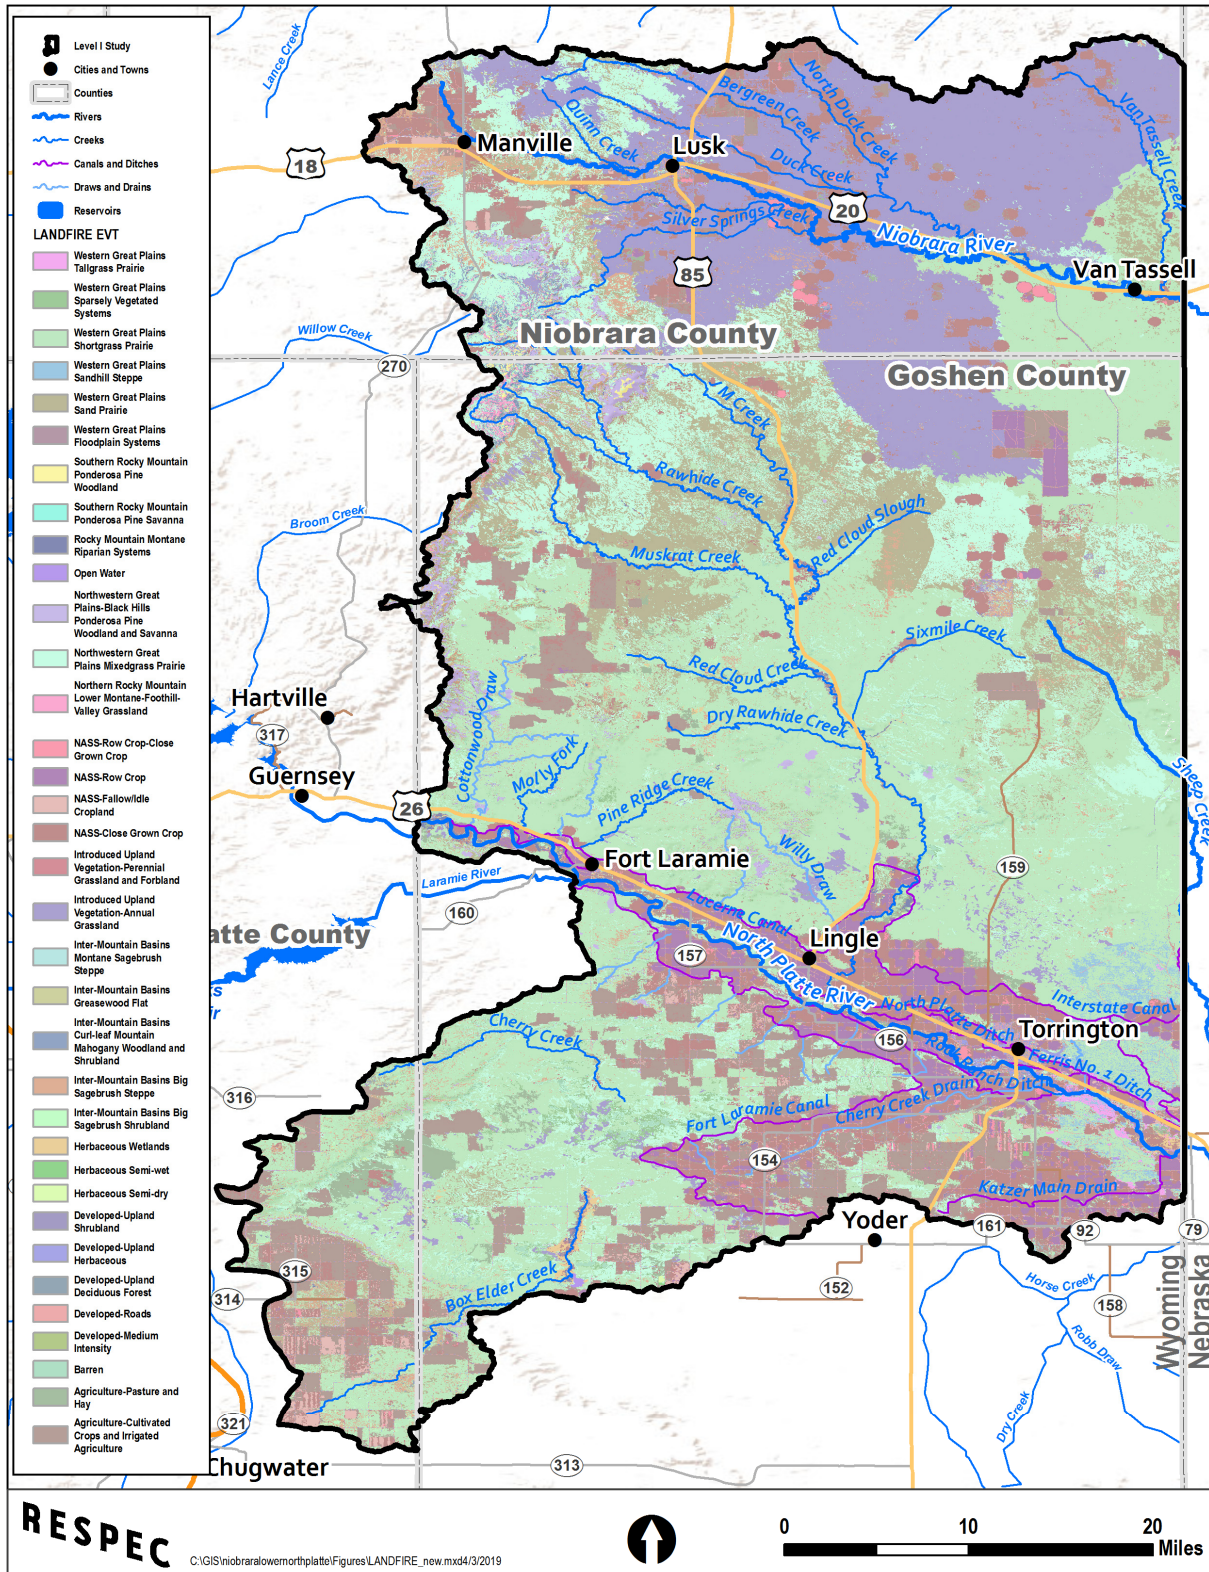 Level I Study
Cities and Towns
Counties
Rivers
Creeks
Canals and Ditches
Draws and Drains
Reservoirs
LANDFIRE EVT
Western Great Plains
Tallgrass Prairie
Western Great Plains
Sparsely Vegetated
Systems
Western Great Plains
Shortgrass Prairie
Western Great Plains
Sandhill Steppe
Western Great Plains
Sand Prairie
Western Great Plains
Floodplain Systems
Southern Rocky Mountain
Ponderosa Pine
Woodland
Southern Rocky Mountain
Ponderosa Pine Savanna
Rocky Mountain Montane
Riparian Systems
Open Water
Northwestern Great
Plains-Black Hills
Ponderosa Pine
Woodland and Savanna
Northwestern Great
Plains Mixedgrass Prairie
Northern Rocky Mountain
Lower Montane-Foothill-
Valley Grassland
NASS-Row Crop-Close
Grown Crop
NASS-Row Crop
NASS-Fallow/Idle
Cropland
NASS-Close Grown Crop
Introduced Upland
Vegetation-Perennial
Grassland and Forbland
Introduced Upland
Vegetation-Annual
Grassland
Inter-Mountain Basins
Montane Sagebrush
Steppe
Inter-Mountain Basins
Greasewood Flat
Inter-Mountain Basins
Curl-leaf Mountain
Mahogany Woodland and
Shrubland
Inter-Mountain Basins Big
Sagebrush Steppe
Inter-Mountain Basins Big
Sagebrush Shrubland
Herbaceous Wetlands
Herbaceous Semi-wet
Herbaceous Semi-dry
Developed-Upland
Shrubland
Developed-Upland
Herbaceous
Developed-Upland
Deciduous Forest
Developed-Roads
Developed-Medium
Intensity
Barren
Agriculture-Pasture and
Hay
Agriculture-Cultivated
Crops and Irrigated
Agriculture
Lance Creek
North Duck Creek
Bergreen Creek
Van Tassell Creek
Quinn Creek
Manville
Lusk
18
Duck Creek
20
Silver Springs Creek
Niobrara River
85
Van Tassell
Willow Creek
Niobrara County
270
Goshen County
J M Creek
Rawhide Creek
Red Cloud Slough
Broom Creek
Muskrat Creek
Sixmile Creek
Red Cloud Creek
Cottonwood Draw
Hartville
Dry Rawhide Creek
317
Molly Fork
Guernsey
Sheep Creek
26
Pine Ridge Creek
Willy Draw
Fort Laramie
159
Laramie River
Lucerne Canal
160
atte County
North Platte River
Lingle
157
ks
ir
Interstate Canal
North Platte Ditch
Cherry Creek
Torrington
156
Rock Ranch Ditch
Ferris No. 2 Ditch
316
Cherry Creek Drain
Fort Laramie Canal
154
Katzer Main Drain
Yoder
161
92
79
315
Box Elder Creek
Horse Creek
152
314
158
Robb Draw
Wyoming
Nebraska
Dry Creek
321
Chugwater
313
RESPEC
C:\GIS\niobraralowernorthplatte\Figures\LANDFIRE_new.mxd4/3/2019
0 10 20
Miles